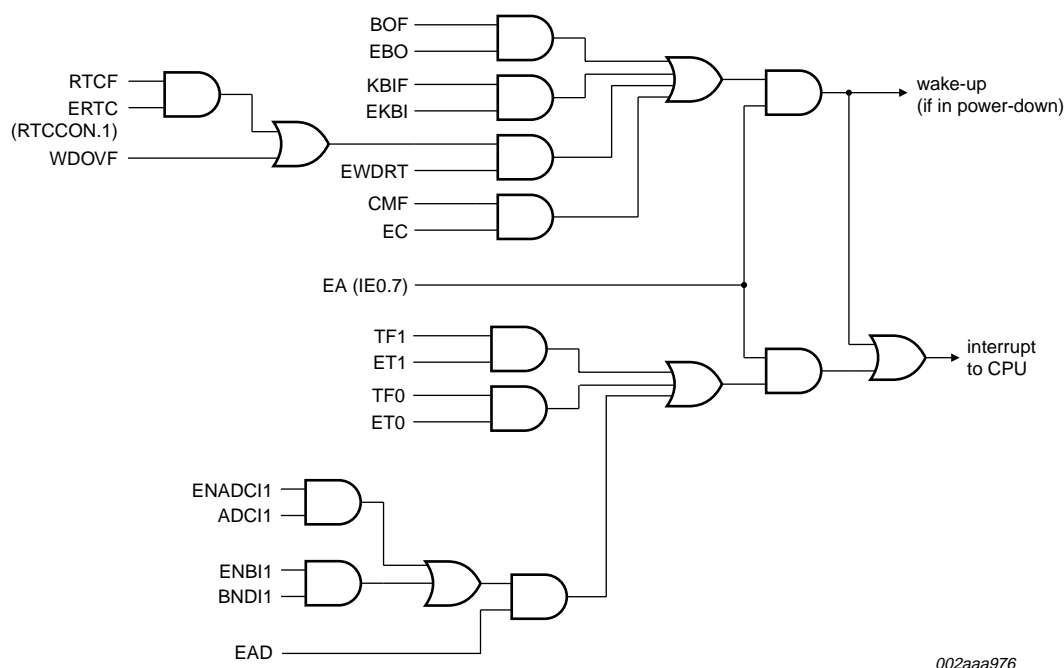 BOF
EBO
RTCF
ERTC
(RTCCON.1)
WDOVF
KBIF
EKBI
EWDRT
CMF
EC
wake-up
(if in power-down)
EA (IE0.7)
TF1
ET1
TF0
ET0
interrupt
to CPU
ENADCI1
ADCI1
ENBI1
BNDI1
EAD
002aaa976